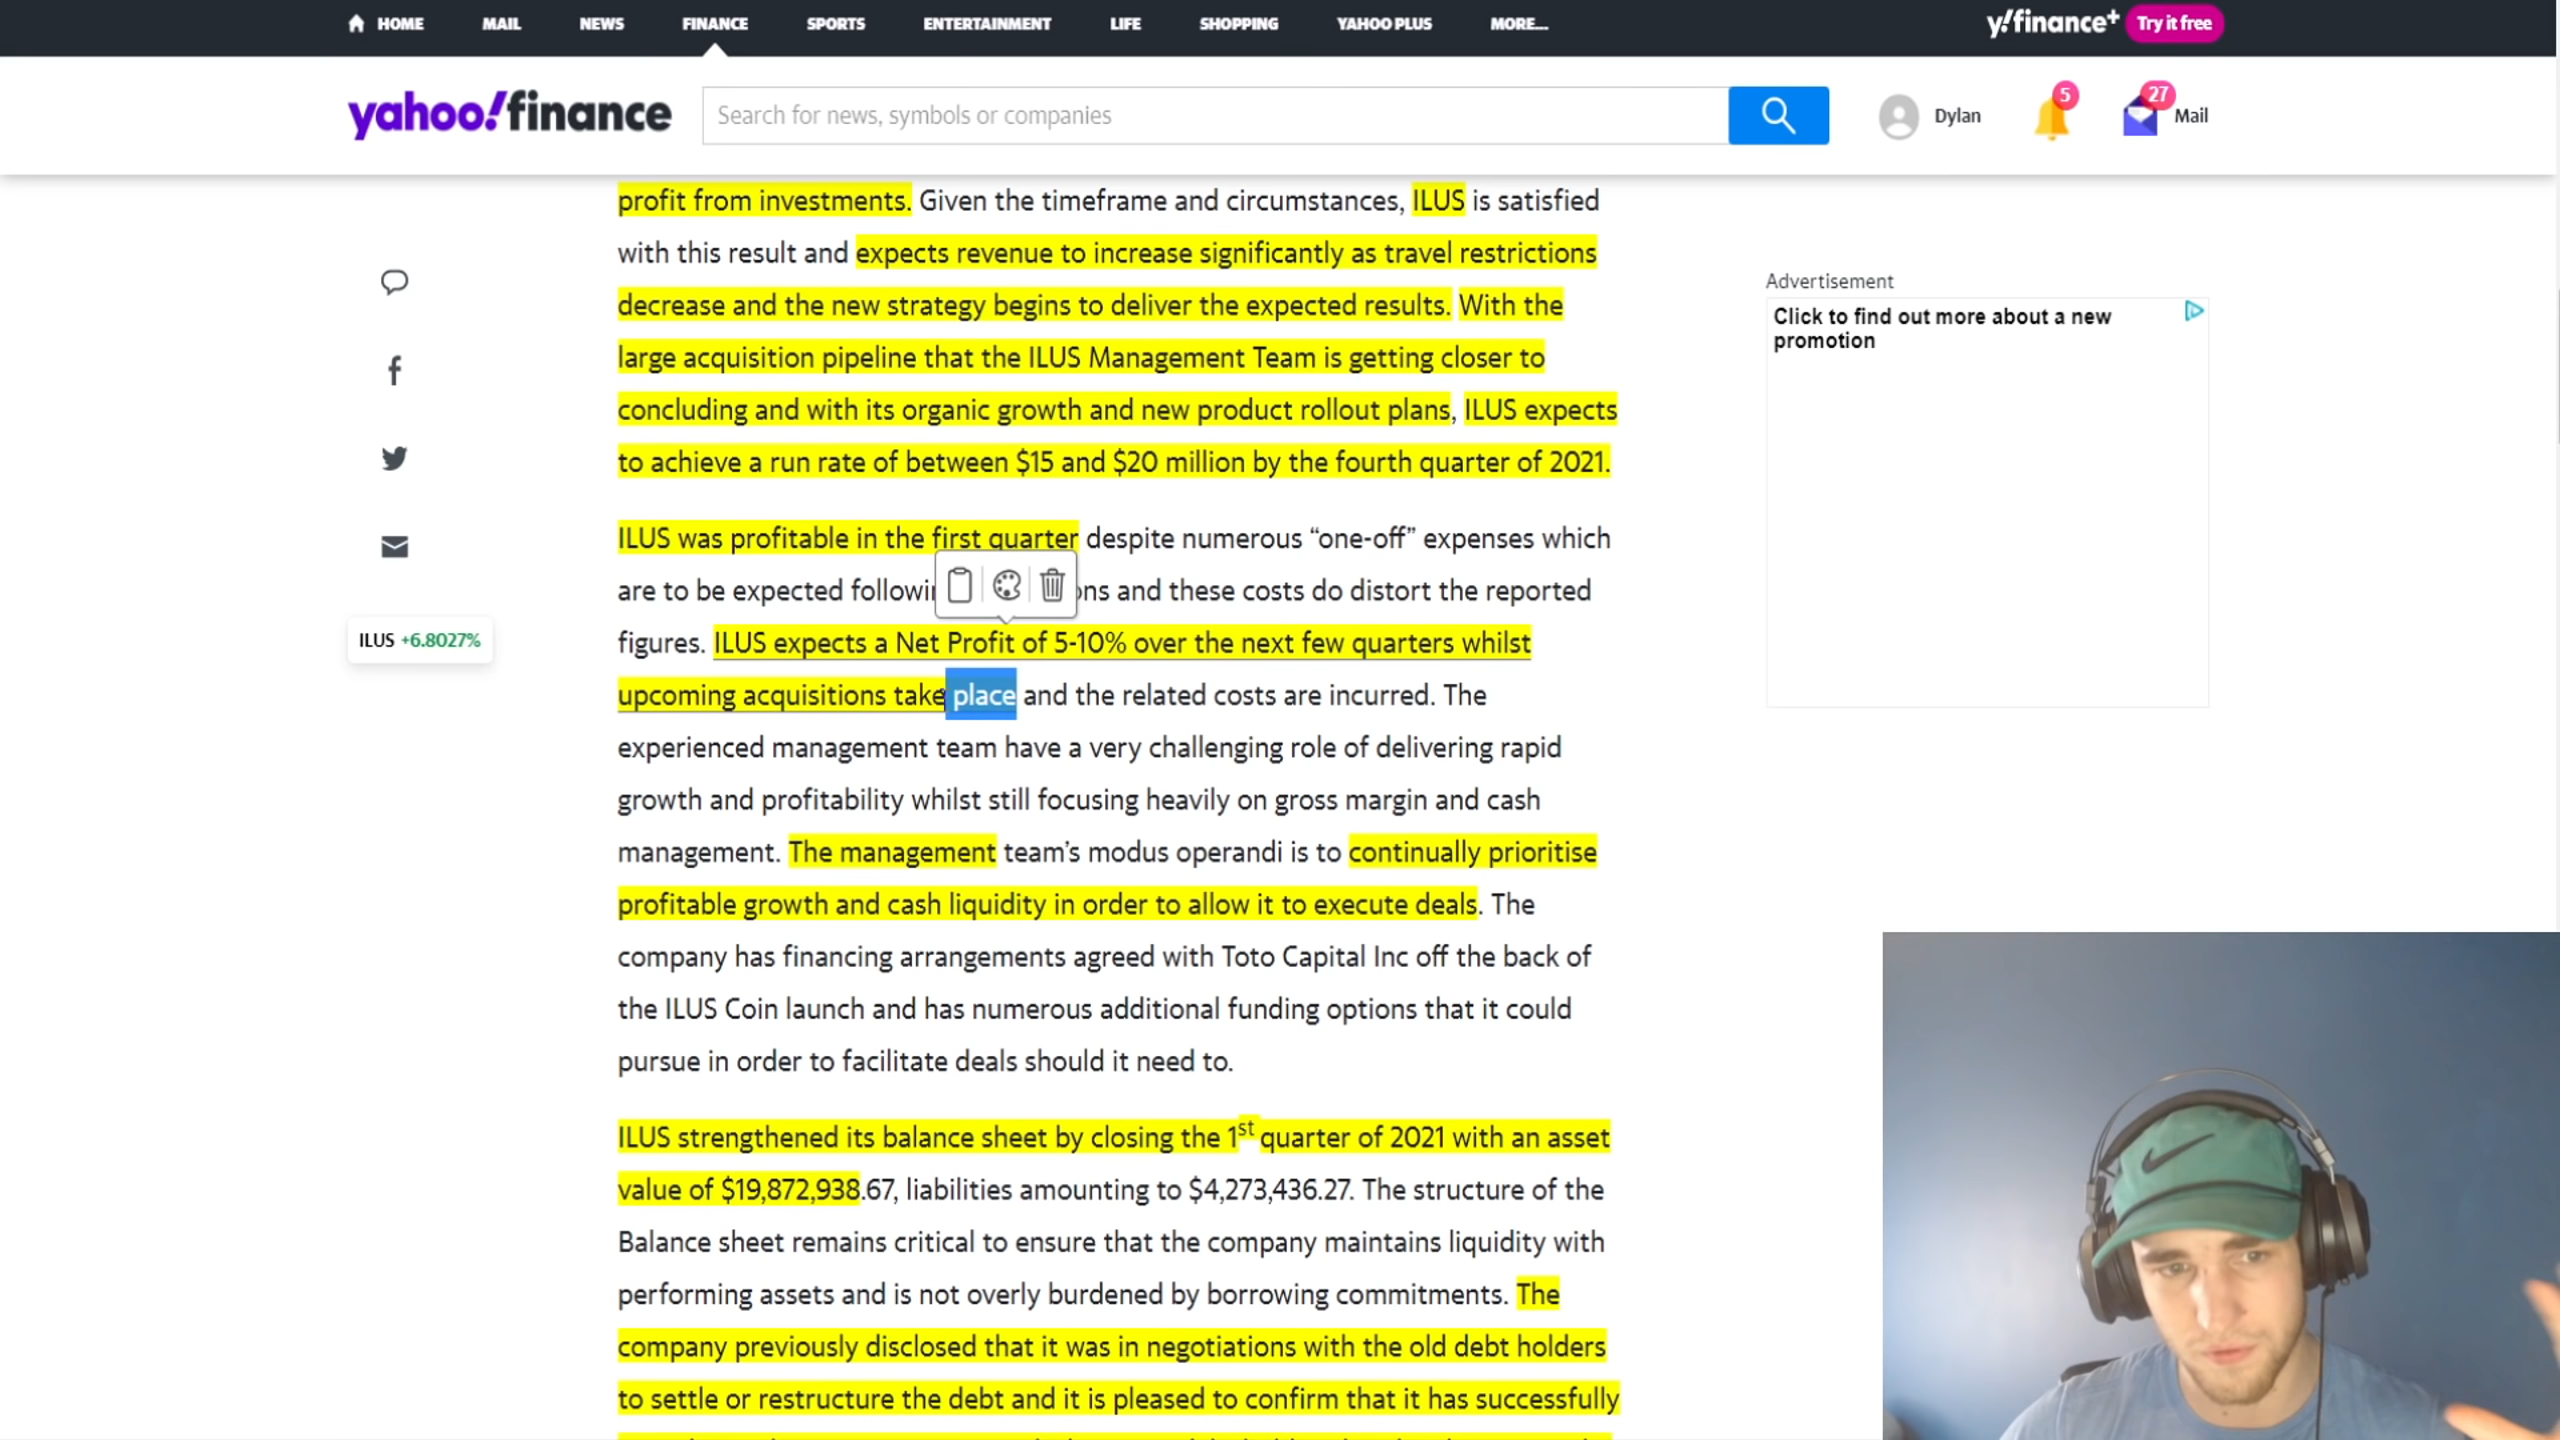 HOME MAIL NEWS FINANCE SPORTS ENTERTAINMENT LIFE SHOPPING YAHOO PLUS MORE... y!finance+ Try it free
yahoo!finance Search for news, symbols or companies Dylan 5 27 Mail
profit from investments. Given the timeframe and circumstances, ILUS is satisfied
with this result and expects revenue to increase significantly as travel restrictions
decrease and the new strategy begins to deliver the expected results. With the
large acquisition pipeline that the ILUS Management Team is getting closer to
concluding and with its organic growth and new product rollout plans, ILUS expects
to achieve a run rate of between $15 and $20 million by the fourth quarter of 2021.
ILUS was profitable in the first quarter despite numerous “one-off” expenses which
are to be expected ons and these costs do distort the reported
figures. ILUS expects a Net Profit of 5-10% over the next few quarters whilst
upcoming acquisitions take place and the related costs are incurred. The
experienced management team have a very challenging role of delivering rapid
growth and profitability whilst still focusing heavily on gross margin and cash
management. The management team’s modus operandi is to continually prioritise
profitable growth and cash liquidity in order to allow it to execute deals. The
company has financing arrangements agreed with Toto Capital Inc off the back of
the ILUS Coin launch and has numerous additional funding options that it could
pursue in order to facilitate deals should it need to.
ILUS strengthened its balance sheet by closing the 1st quarter of 2021 with an asset
value of $19,872,938.67, liabilities amounting to $4,273,436.27. The structure of the
Balance sheet remains critical to ensure that the company maintains liquidity with
performing assets and is not overly burdened by borrowing commitments. The
company previously disclosed that it was in negotiations with the old debt holders
to settle or restructure the debt and it is pleased to confirm that it has successfully
ILUS +6.8027%
Advertisement
Click to find out more about a new
promotion